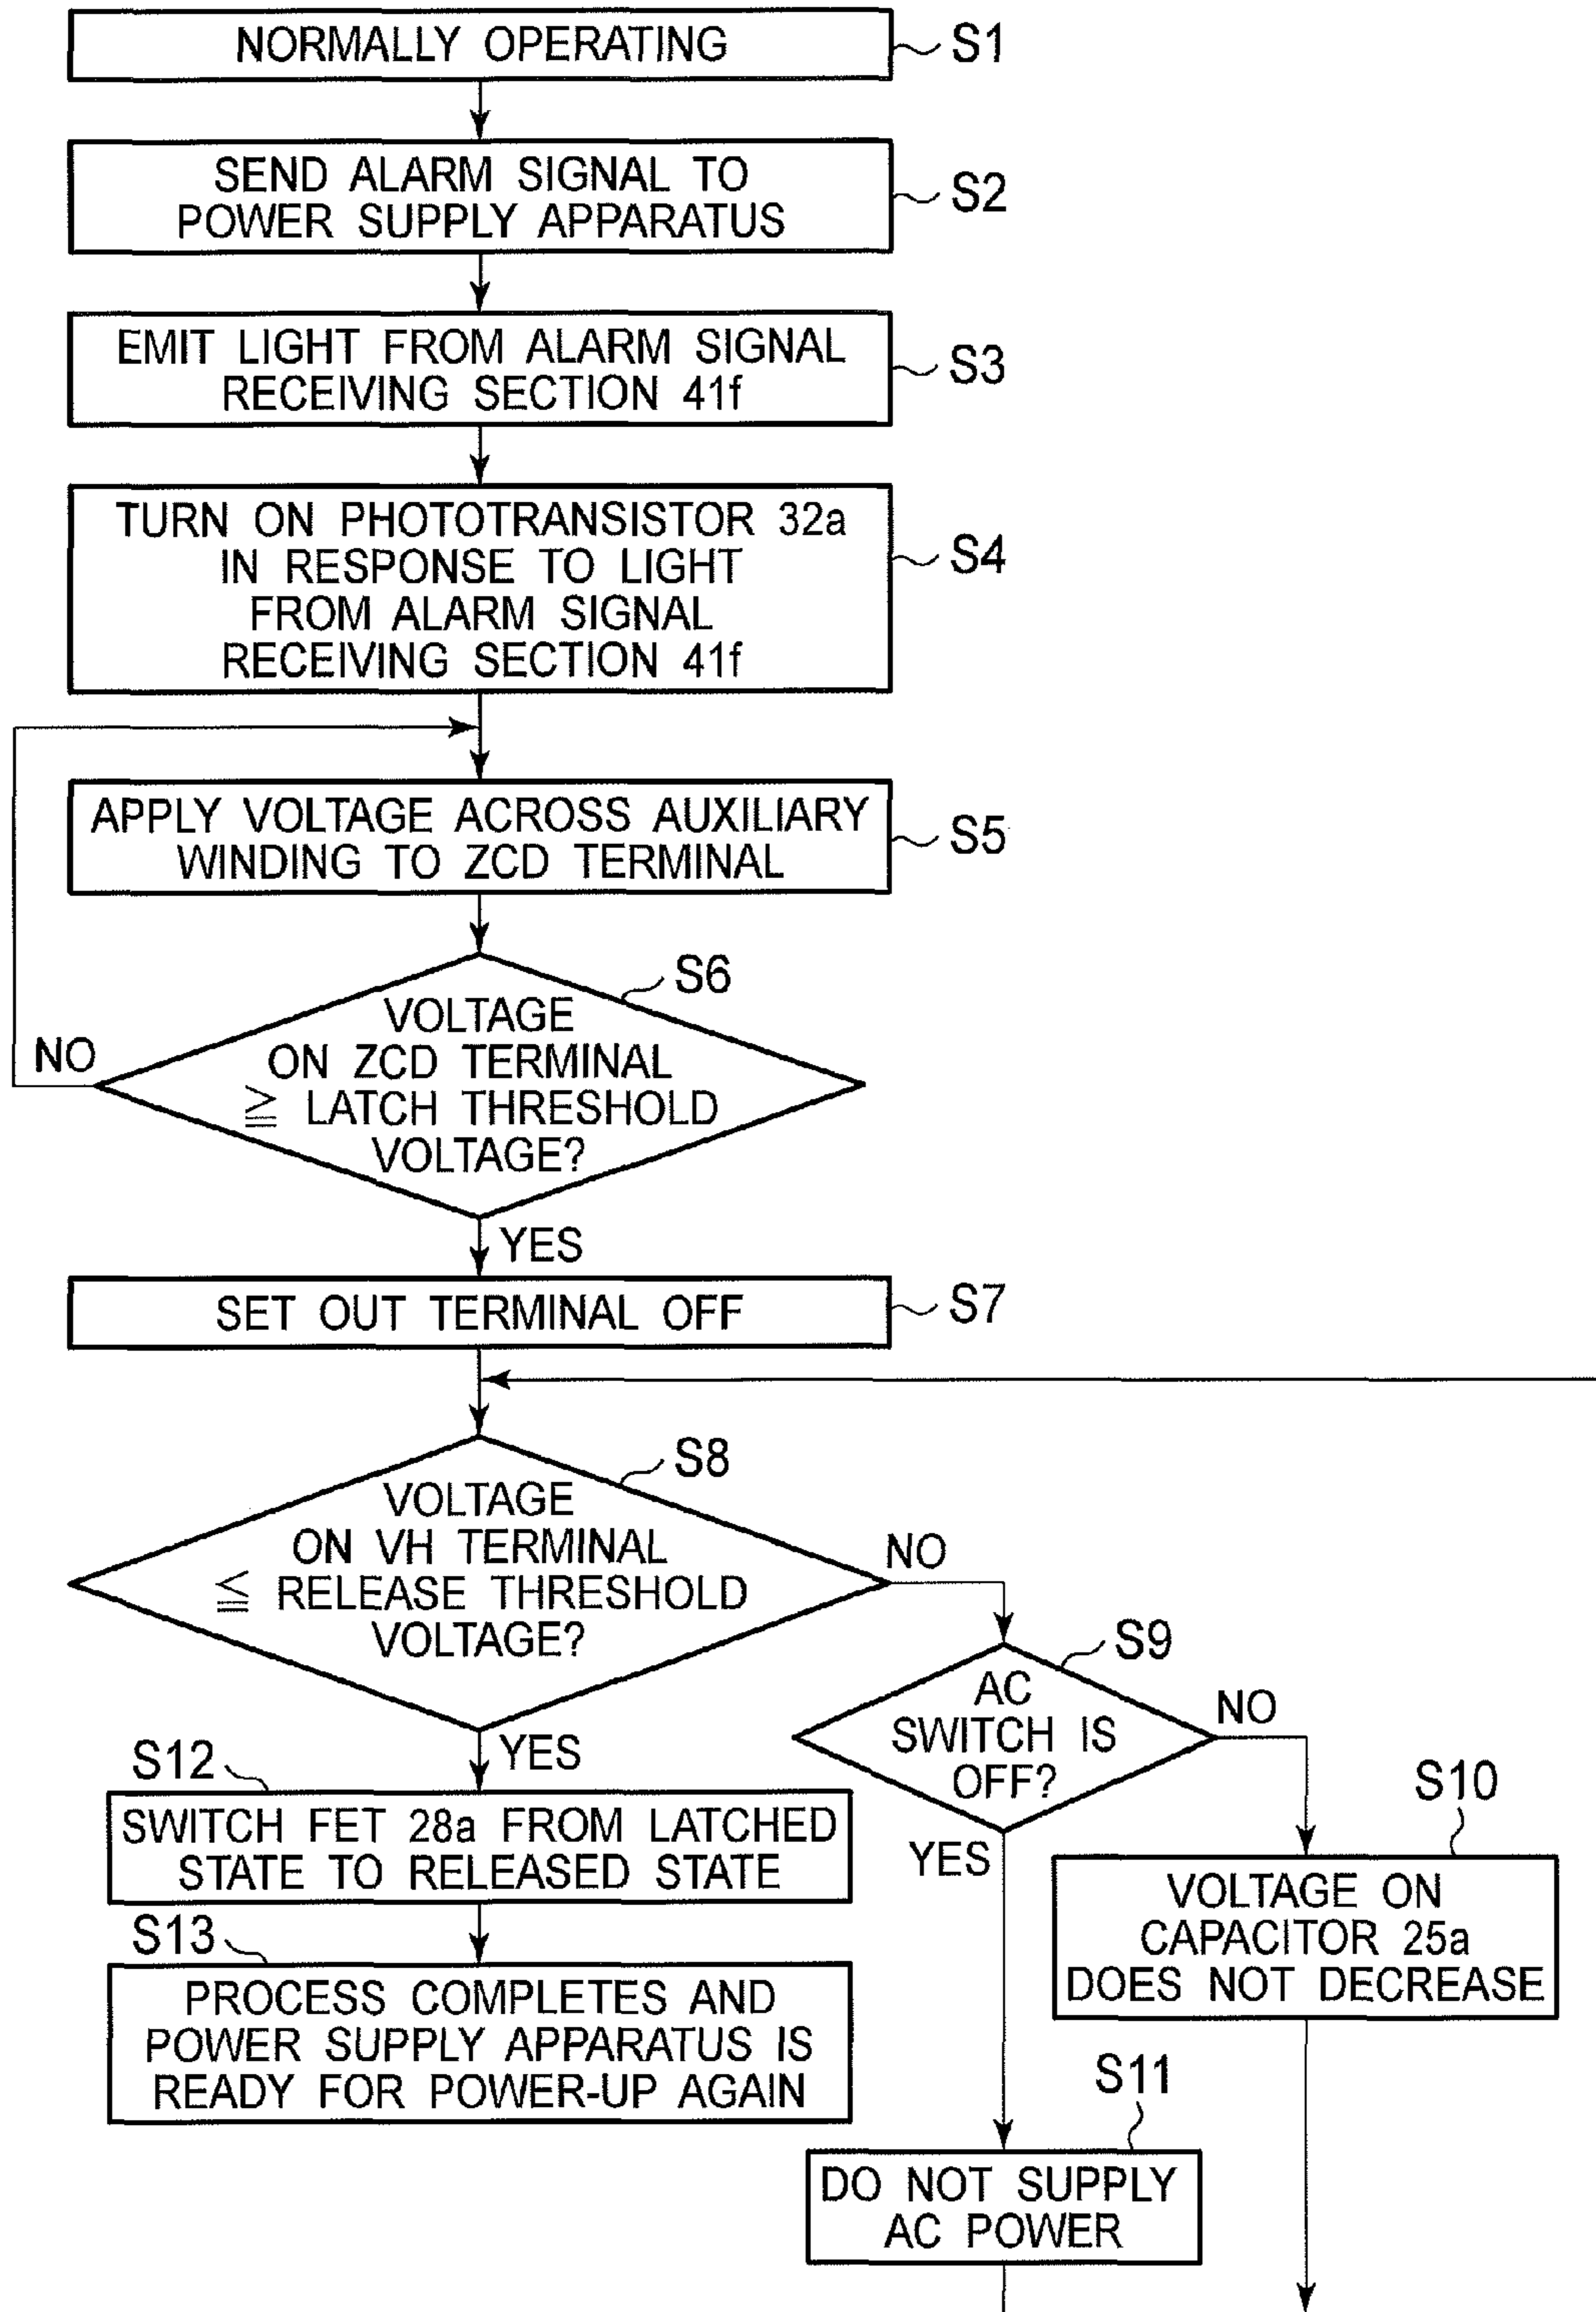 NORMALLY OPERATING
S1
SEND ALARM SIGNAL TO
POWER SUPPLY APPARATUS
S2
EMIT LIGHT FROM ALARM SIGNAL
RECEIVING SECTION 41f
S3
TURN ON PHOTOTRANSISTOR 32a
IN RESPONSE TO LIGHT
FROM ALARM SIGNAL
RECEIVING SECTION 41f
S4
APPLY VOLTAGE ACROSS AUXILIARY
WINDING TO ZCD TERMINAL
S5
S6
VOLTAGE
ON ZCD TERMINAL
≧ LATCH THRESHOLD
VOLTAGE?
NO
YES
SET OUT TERMINAL OFF
S7
S8
VOLTAGE
ON VH TERMINAL
≦ RELEASE THRESHOLD
VOLTAGE?
NO
YES
S9
AC
SWITCH IS
OFF?
NO
YES
S10
VOLTAGE ON
CAPACITOR 25a
DOES NOT DECREASE
S11
DO NOT SUPPLY
AC POWER
S12
SWITCH FET 28a FROM LATCHED
STATE TO RELEASED STATE
S13
PROCESS COMPLETES AND
POWER SUPPLY APPARATUS IS
READY FOR POWER-UP AGAIN